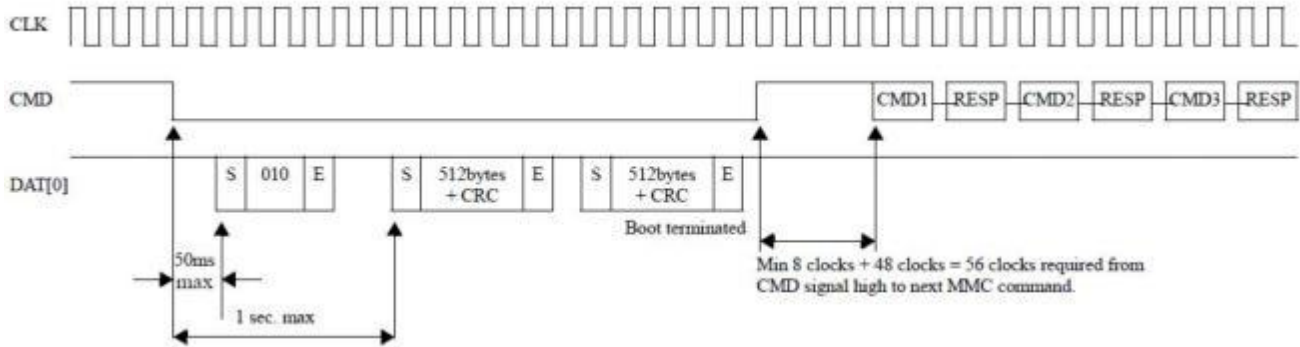 CLK
CMD
CMD1 RESP CMD2 RESP CMD3 RESP
DAT[0]
S 010 E S 512bytes + CRC E S 512bytes + CRC E
Boot terminated
50ms
max
Min 8 clocks + 48 clocks = 56 clocks required from
CMD signal high to next MMC command.
1 sec. max